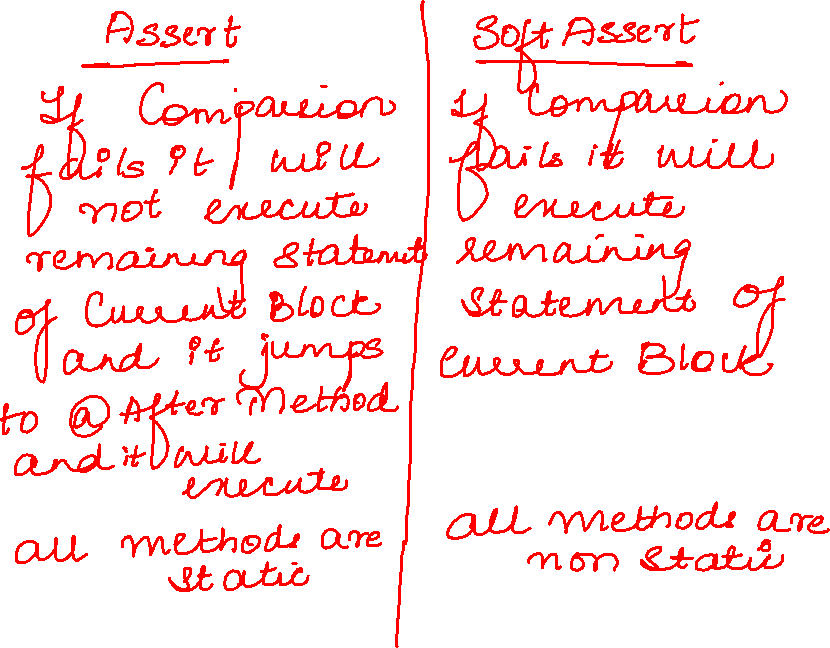 Assert
If Comparison
fails it will
not execute
remaining statements
of Current Block
and it jumps
to @After Method
and it will
execute
all methods are
static
Soft Assert
If Comparison
fails it will
execute
remaining
statement of
current Block
all methods are
non static